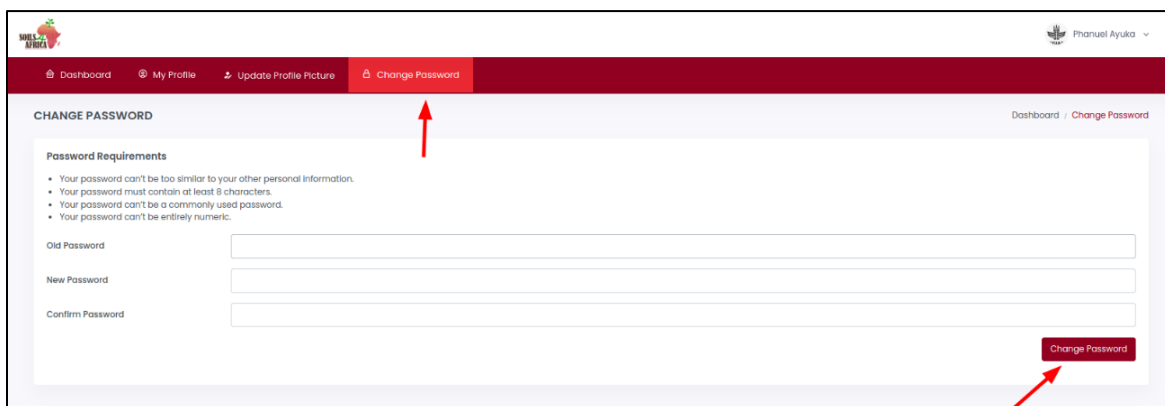 SOILS4
AFRICA
Phanuel Ayuka
Dashboard
My Profile
Update Profile Picture
Change Password
CHANGE PASSWORD
Dashboard / Change Password
Password Requirements
• Your password can't be too similar to your other personal information.
• Your password must contain at least 8 characters.
• Your password can't be a commonly used password.
• Your password can't be entirely numeric.
Old Password
New Password
Confirm Password
Change Password